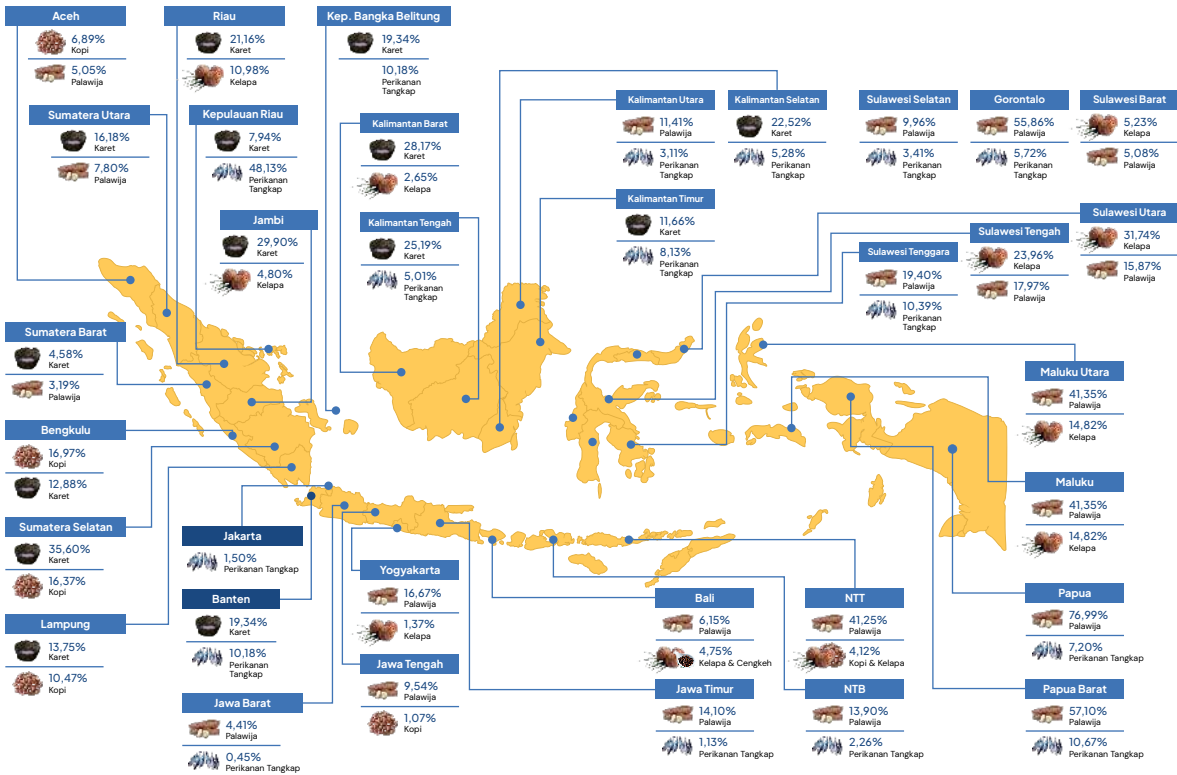 Aceh
6,89%
Kopi
5,05%
Palawija
Riau
21,16%
Karet
10,98%
Kelapa
Kep. Bangka Belitung
19,34%
Karet
10,18%
Perikanan
Tangkap
Sumatera Utara
16,18%
Karet
7,80%
Palawija
Kepulauan Riau
7,94%
Karet
48,13%
Perikanan
Tangkap
Jambi
29,90%
Karet
4,80%
Kelapa
Kalimantan Barat
28,17%
Karet
2,65%
Kelapa
Kalimantan Tengah
25,19%
Karet
5,01%
Perikanan
Tangkap
Kalimantan Utara
11,41%
Palawija
3,11%
Perikanan
Tangkap
Kalimantan Selatan
22,52%
Karet
5,28%
Perikanan
Tangkap
Kalimantan Timur
11,66%
Karet
8,13%
Perikanan
Tangkap
Sulawesi Selatan
9,96%
Palawija
3,41%
Perikanan
Tangkap
Gorontalo
55,86%
Palawija
5,72%
Perikanan
Tangkap
Sulawesi Barat
5,23%
Kelapa
5,08%
Palawija
Sulawesi Utara
31,74%
Kelapa
15,87%
Palawija
Sulawesi Tengah
23,96%
Kelapa
17,97%
Palawija
Sulawesi Tenggara
19,40%
Palawija
10,39%
Perikanan
Tangkap
Sumatera Barat
4,58%
Karet
3,19%
Palawija
Bengkulu
16,97%
Kopi
12,88%
Karet
Sumatera Selatan
35,60%
Karet
16,37%
Kopi
Lampung
13,75%
Karet
10,47%
Kopi
Jakarta
1,50%
Perikanan Tangkap
Banten
19,34%
Karet
10,18%
Perikanan
Tangkap
Jawa Barat
4,41%
Palawija
0,45%
Perikanan Tangkap
Yogyakarta
16,67%
Palawija
1,37%
Kelapa
Jawa Tengah
9,54%
Palawija
1,07%
Kopi
Bali
6,15%
Palawija
4,75%
Kelapa & Cengkeh
Jawa Timur
14,10%
Palawija
1,13%
Perikanan Tangkap
NTT
41,25%
Palawija
4,12%
Kopi & Kelapa
NTB
13,90%
Palawija
2,26%
Perikanan Tangkap
Maluku Utara
41,35%
Palawija
14,82%
Kelapa
Maluku
41,35%
Palawija
14,82%
Kelapa
Papua
76,99%
Palawija
7,20%
Perikanan Tangkap
Papua Barat
57,10%
Palawija
10,67%
Perikanan Tangkap